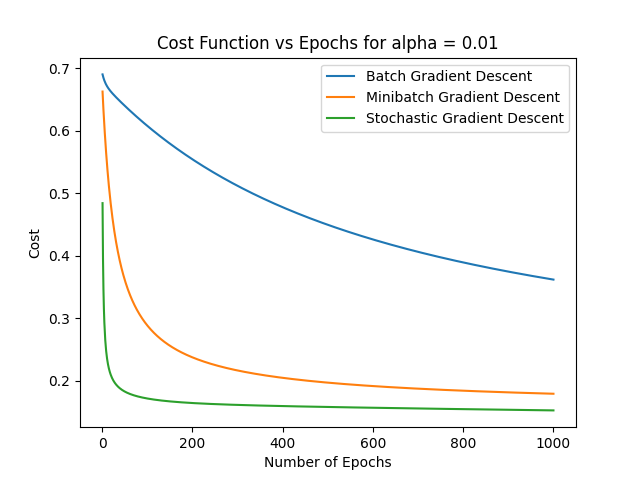 Cost Function vs Epochs for alpha = 0.01
Batch Gradient Descent
Minibatch Gradient Descent
Stochastic Gradient Descent
0.7
0.6
0.5
0.4
0.3
0.2
Cost
0 200 400 600 800 1000
Number of Epochs